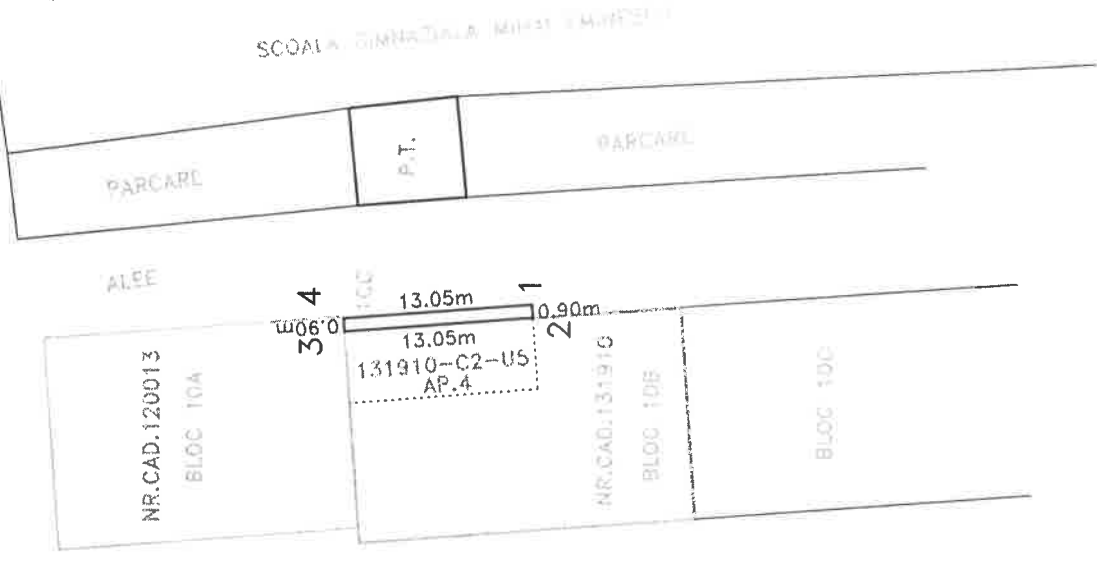 SCOALA GIMNAZIALA MIHAI EMINESCU
PARCARE
P.T.
PARCARE
ALEE
1CC
4
13.05m
1
0.90m
0.90m
3
13.05m
2
131910-C2-U5
AP.4
NR.CAD.120013
BLOC 10A
NR.CAD.131910
BLOC 10B
BLOC 10C